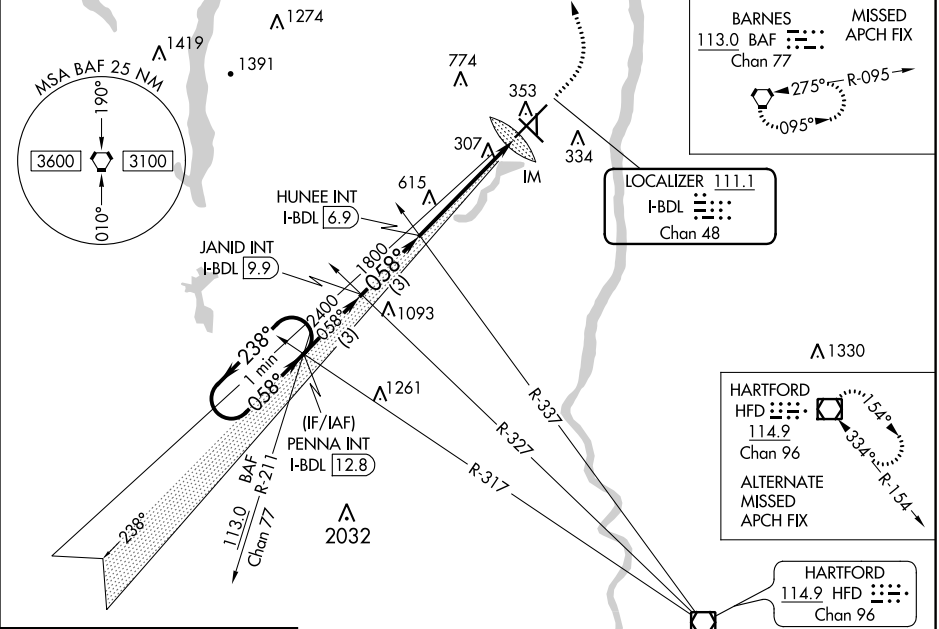 1274
1419
1391
MSA BAF 25 NM
190°
3600
3100
010°
774
353
307
334
IM
615
BARNES
113.0 BAF
Chan 77
MISSED
APCH FIX
275°
R-095
095°
LOCALIZER 111.1
I-BDL
Chan 48
HUNEE INT
I-BDL 6.9
JANID INT
I-BDL 9.9
1800
058°
(3)
2400
058°
(3)
1093
238°
1 min
058°
1261
(IF/IAF)
PENNA INT
I-BDL 12.8
R-337
R-327
R-317
BAF
R-211
113.0
Chan 77
238°
2032
1330
HARTFORD
HFD
114.9
Chan 96
154°
334°
R-154
ALTERNATE
MISSED
APCH FIX
HARTFORD
114.9 HFD
Chan 96